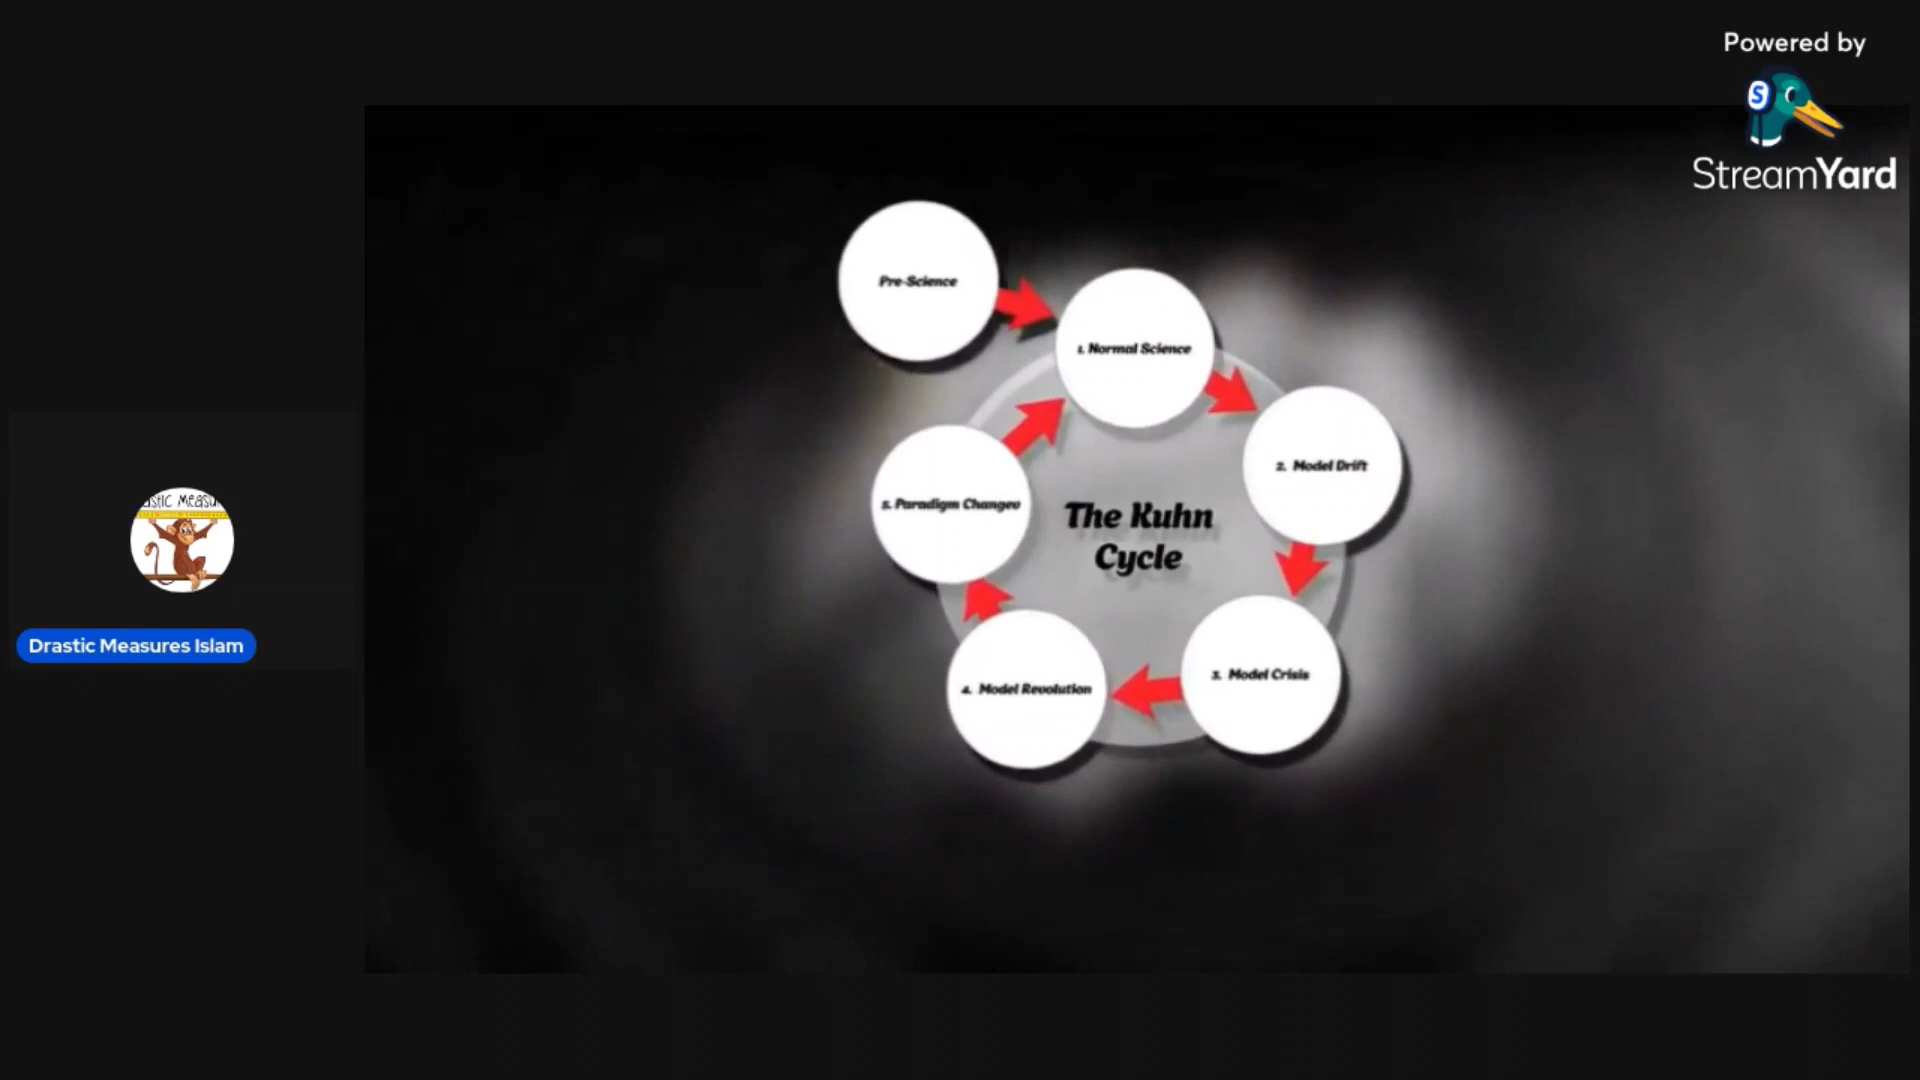 Powered by
StreamYard
Pre-Science
1. Normal Science
2. Model Drift
5. Paradigm Changeo
The Kuhn
Cycle
3. Model Crisis
4. Model Revolution
Drastic Measures Islam